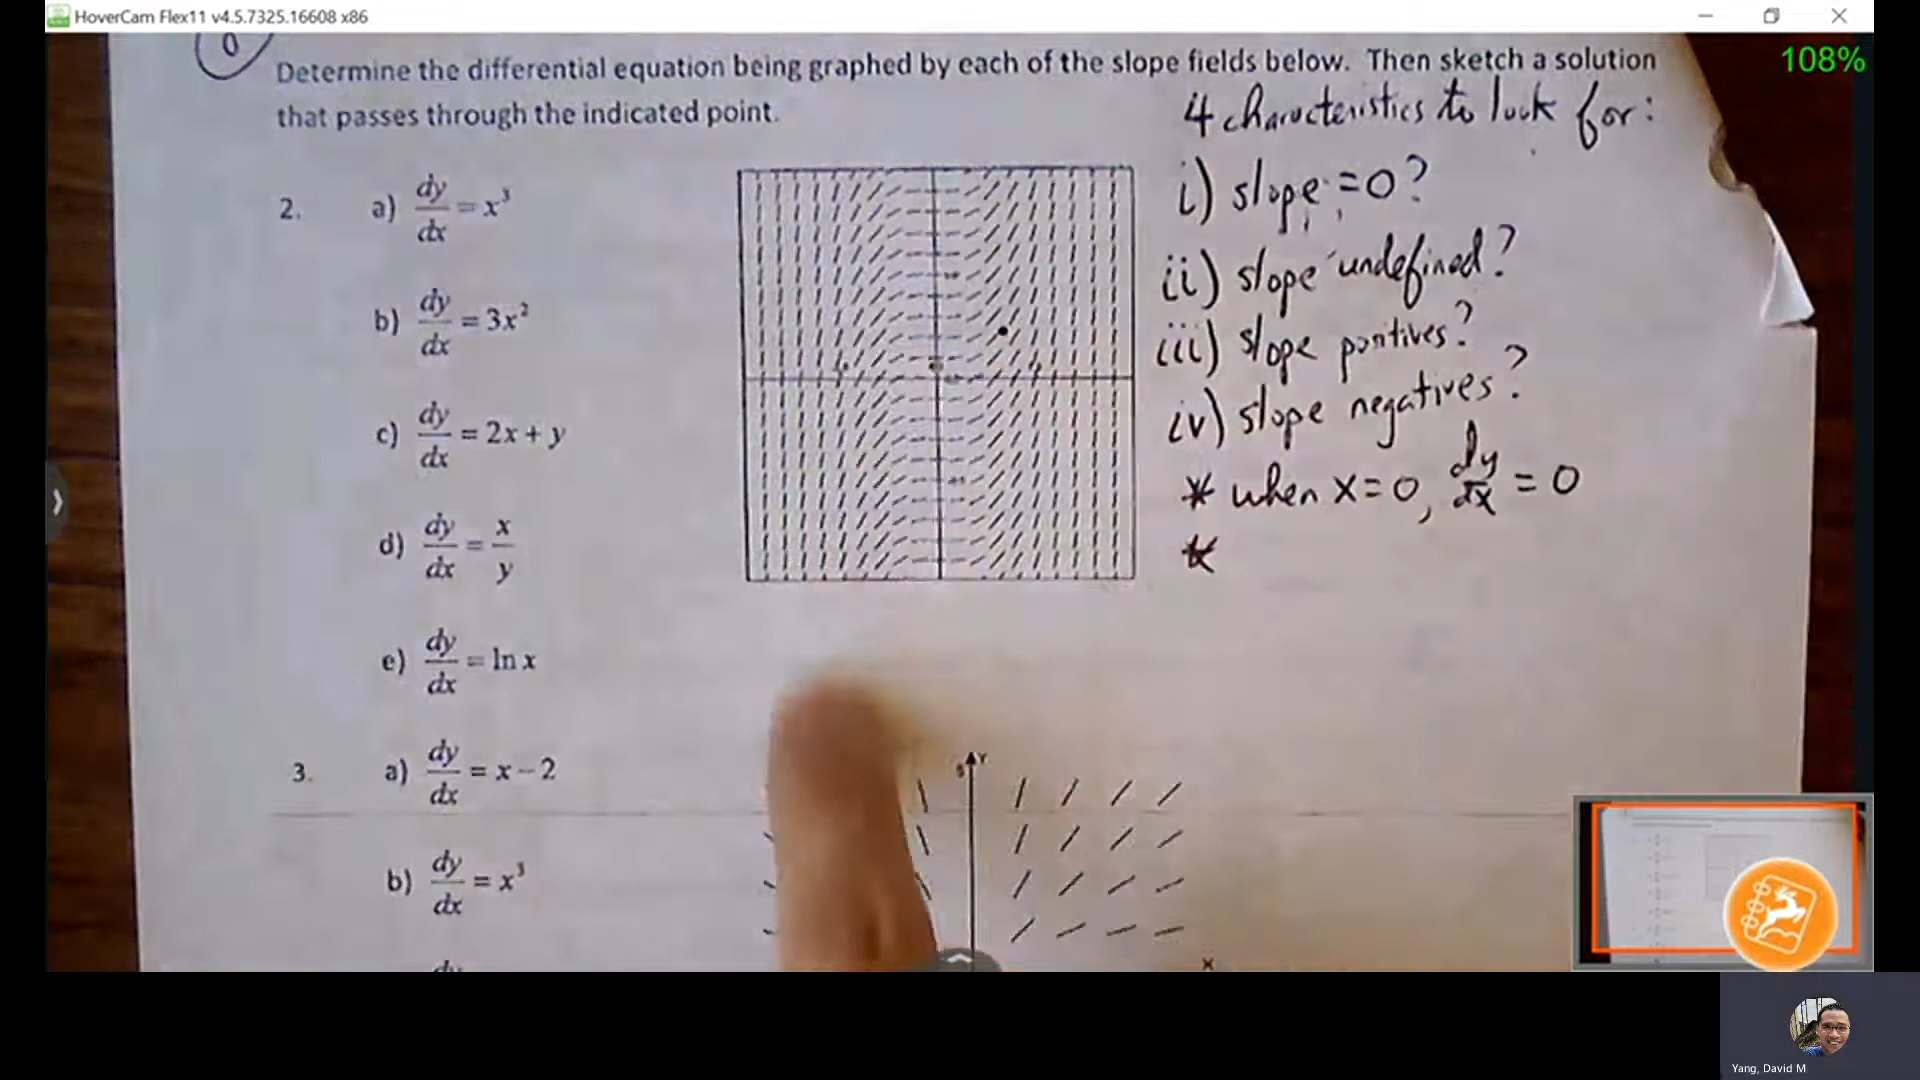 HoverCam Flex11 v4.5.7325.16608 x86
108%
Determine the differential equation being graphed by each of the slope fields below. Then sketch a solution
that passes through the indicated point.
4 characteristics to look for:
i) slope = 0?
ii) slope undefined?
iii) slope positives?
iv) slope negatives?
* when x=0, dy/dx = 0
*
2. a) dy/dx = x³
b) dy/dx = 3x²
c) dy/dx = 2x + y
d) dy/dx = x/y
e) dy/dx = ln x
3. a) dy/dx = x – 2
b) dy/dx = x³
dy
Y
X
Yang, David M